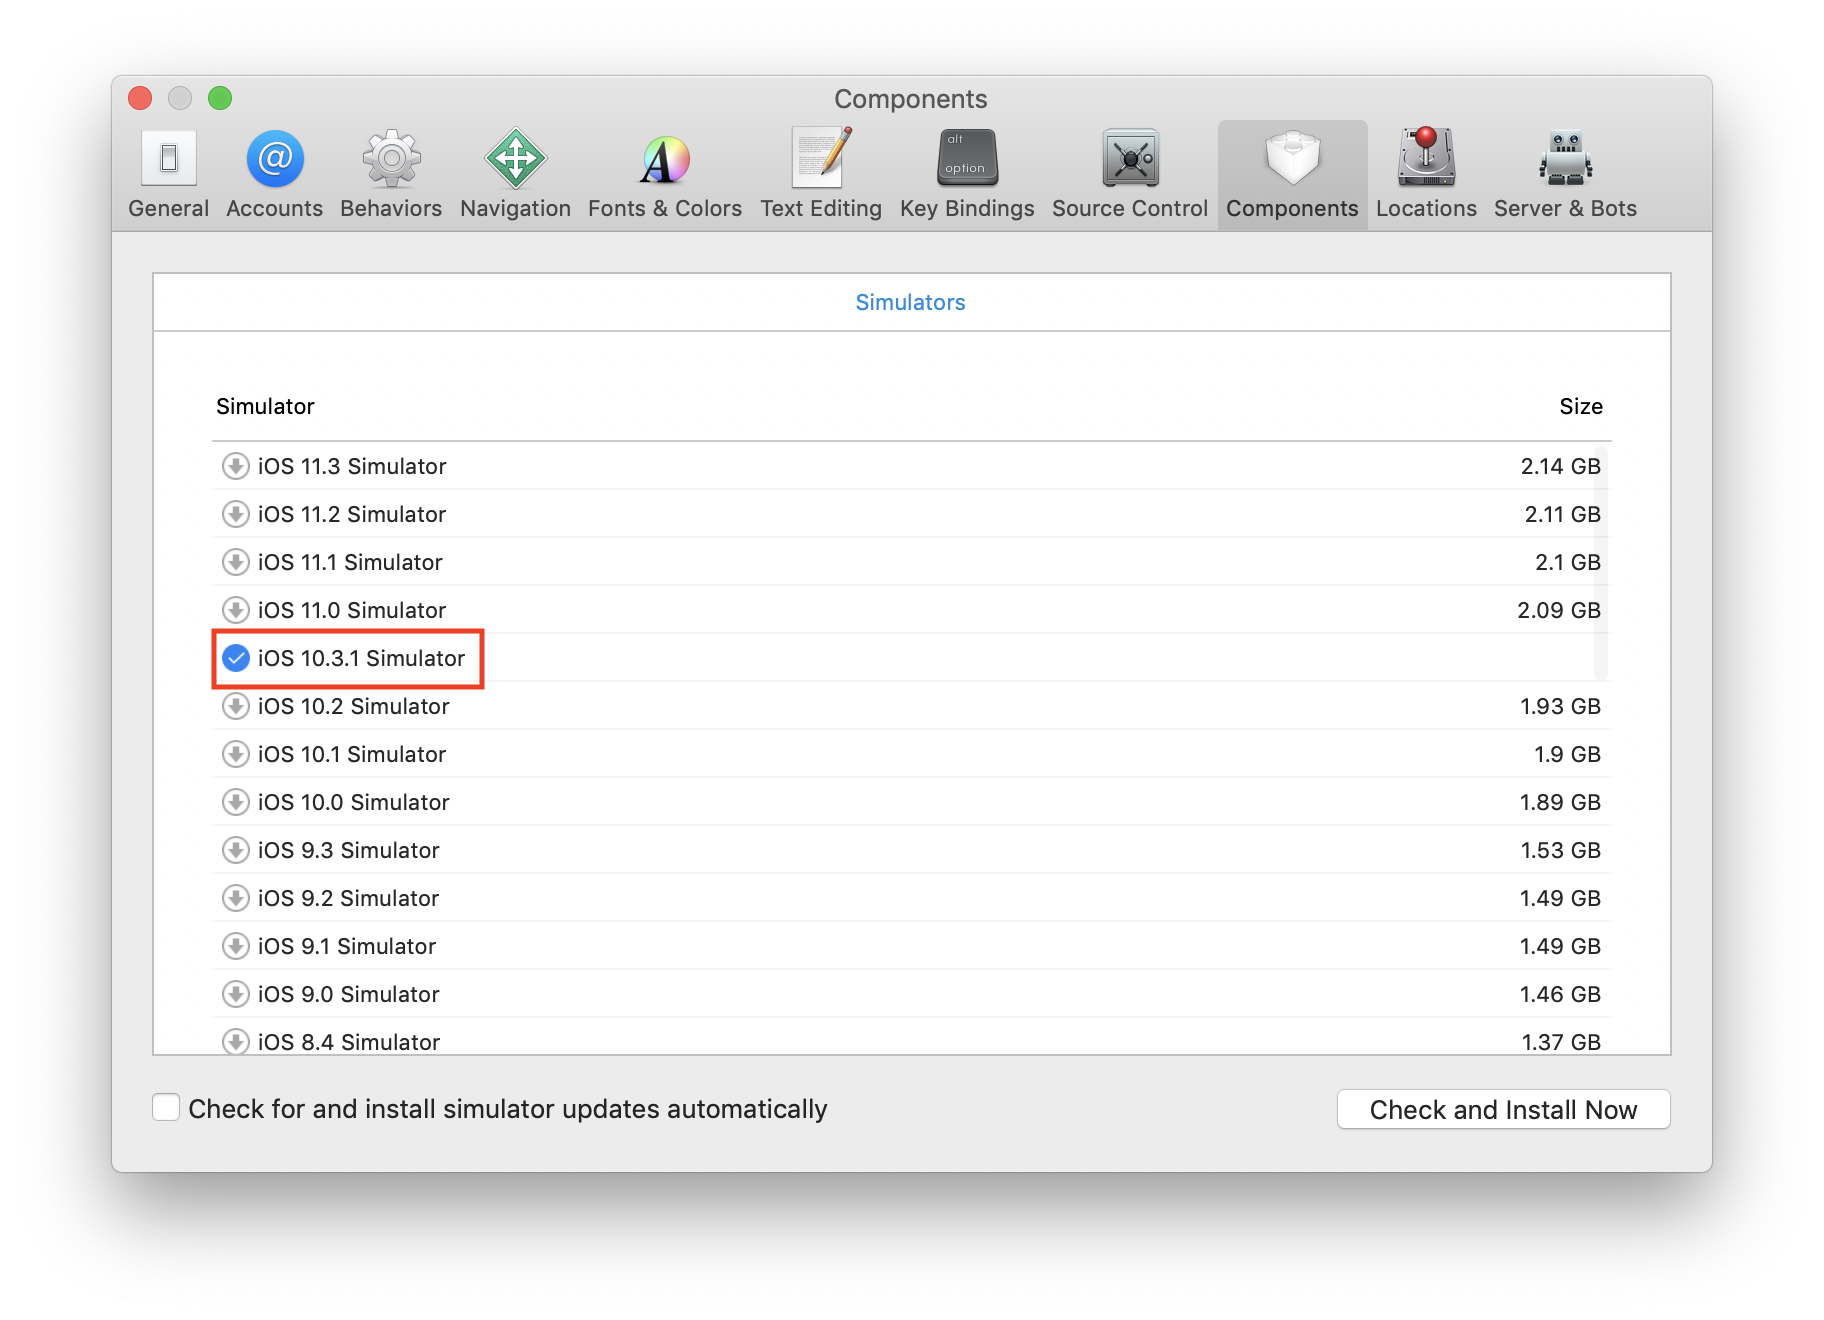 Components
alt
option
General Accounts Behaviors Navigation Fonts & Colors Text Editing Key Bindings Source Control Components Locations Server & Bots
Simulators
Simulator Size
iOS 11.3 Simulator 2.14 GB
iOS 11.2 Simulator 2.11 GB
iOS 11.1 Simulator 2.1 GB
iOS 11.0 Simulator 2.09 GB
iOS 10.3.1 Simulator
iOS 10.2 Simulator 1.93 GB
iOS 10.1 Simulator 1.9 GB
iOS 10.0 Simulator 1.89 GB
iOS 9.3 Simulator 1.53 GB
iOS 9.2 Simulator 1.49 GB
iOS 9.1 Simulator 1.49 GB
iOS 9.0 Simulator 1.46 GB
iOS 8.4 Simulator 1.37 GB
Check for and install simulator updates automatically Check and Install Now